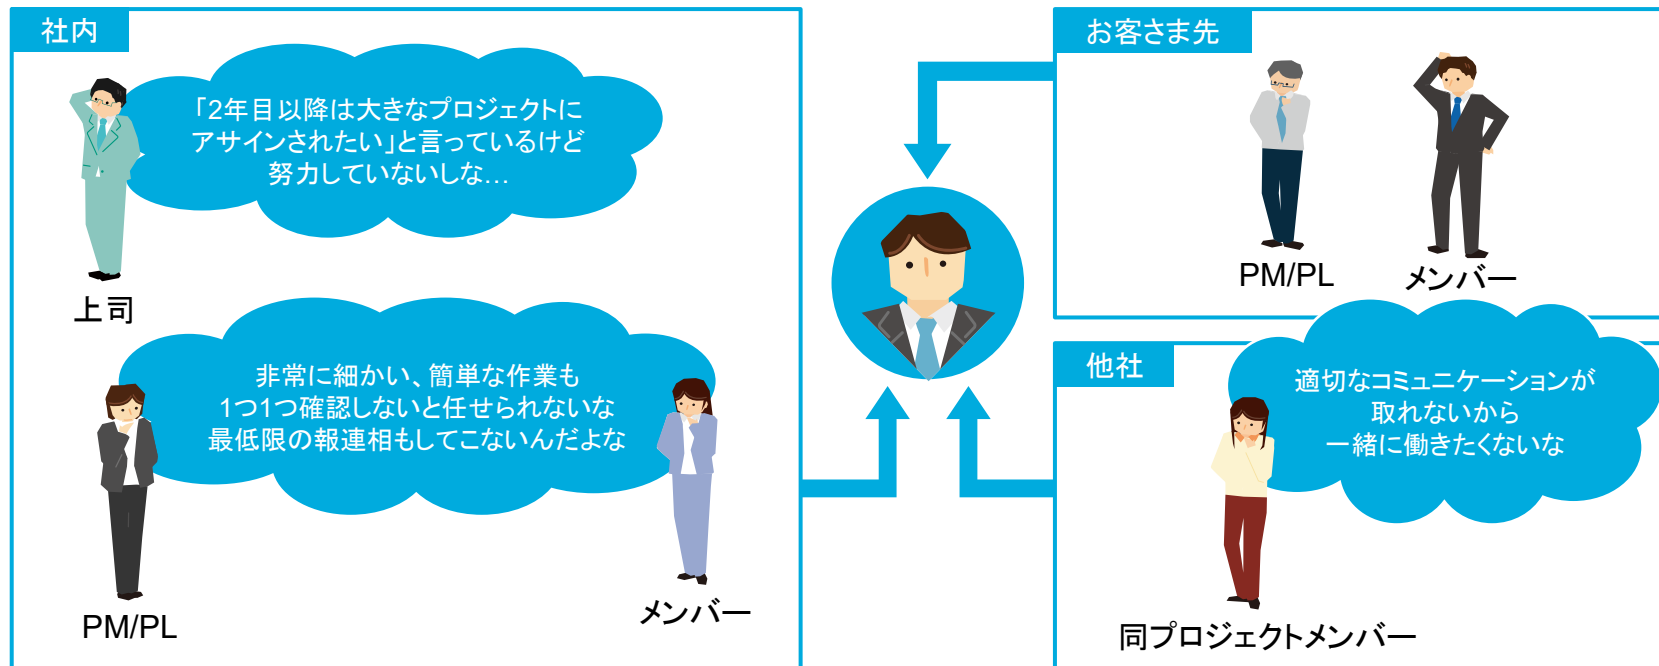 社内
「2年目以降は大きなプロジェクトに
アサインされたい」と言っているけど
努力していないしな…
上司
非常に細かい、簡単な作業も
1つ1つ確認しないと任せられないな
最低限の報連相もしてこないんだよな
PM/PL
メンバー
お客さま先
PM/PL
メンバー
他社
適切なコミュニケーションが
取れないから
一緒に働きたくないな
同プロジェクトメンバー